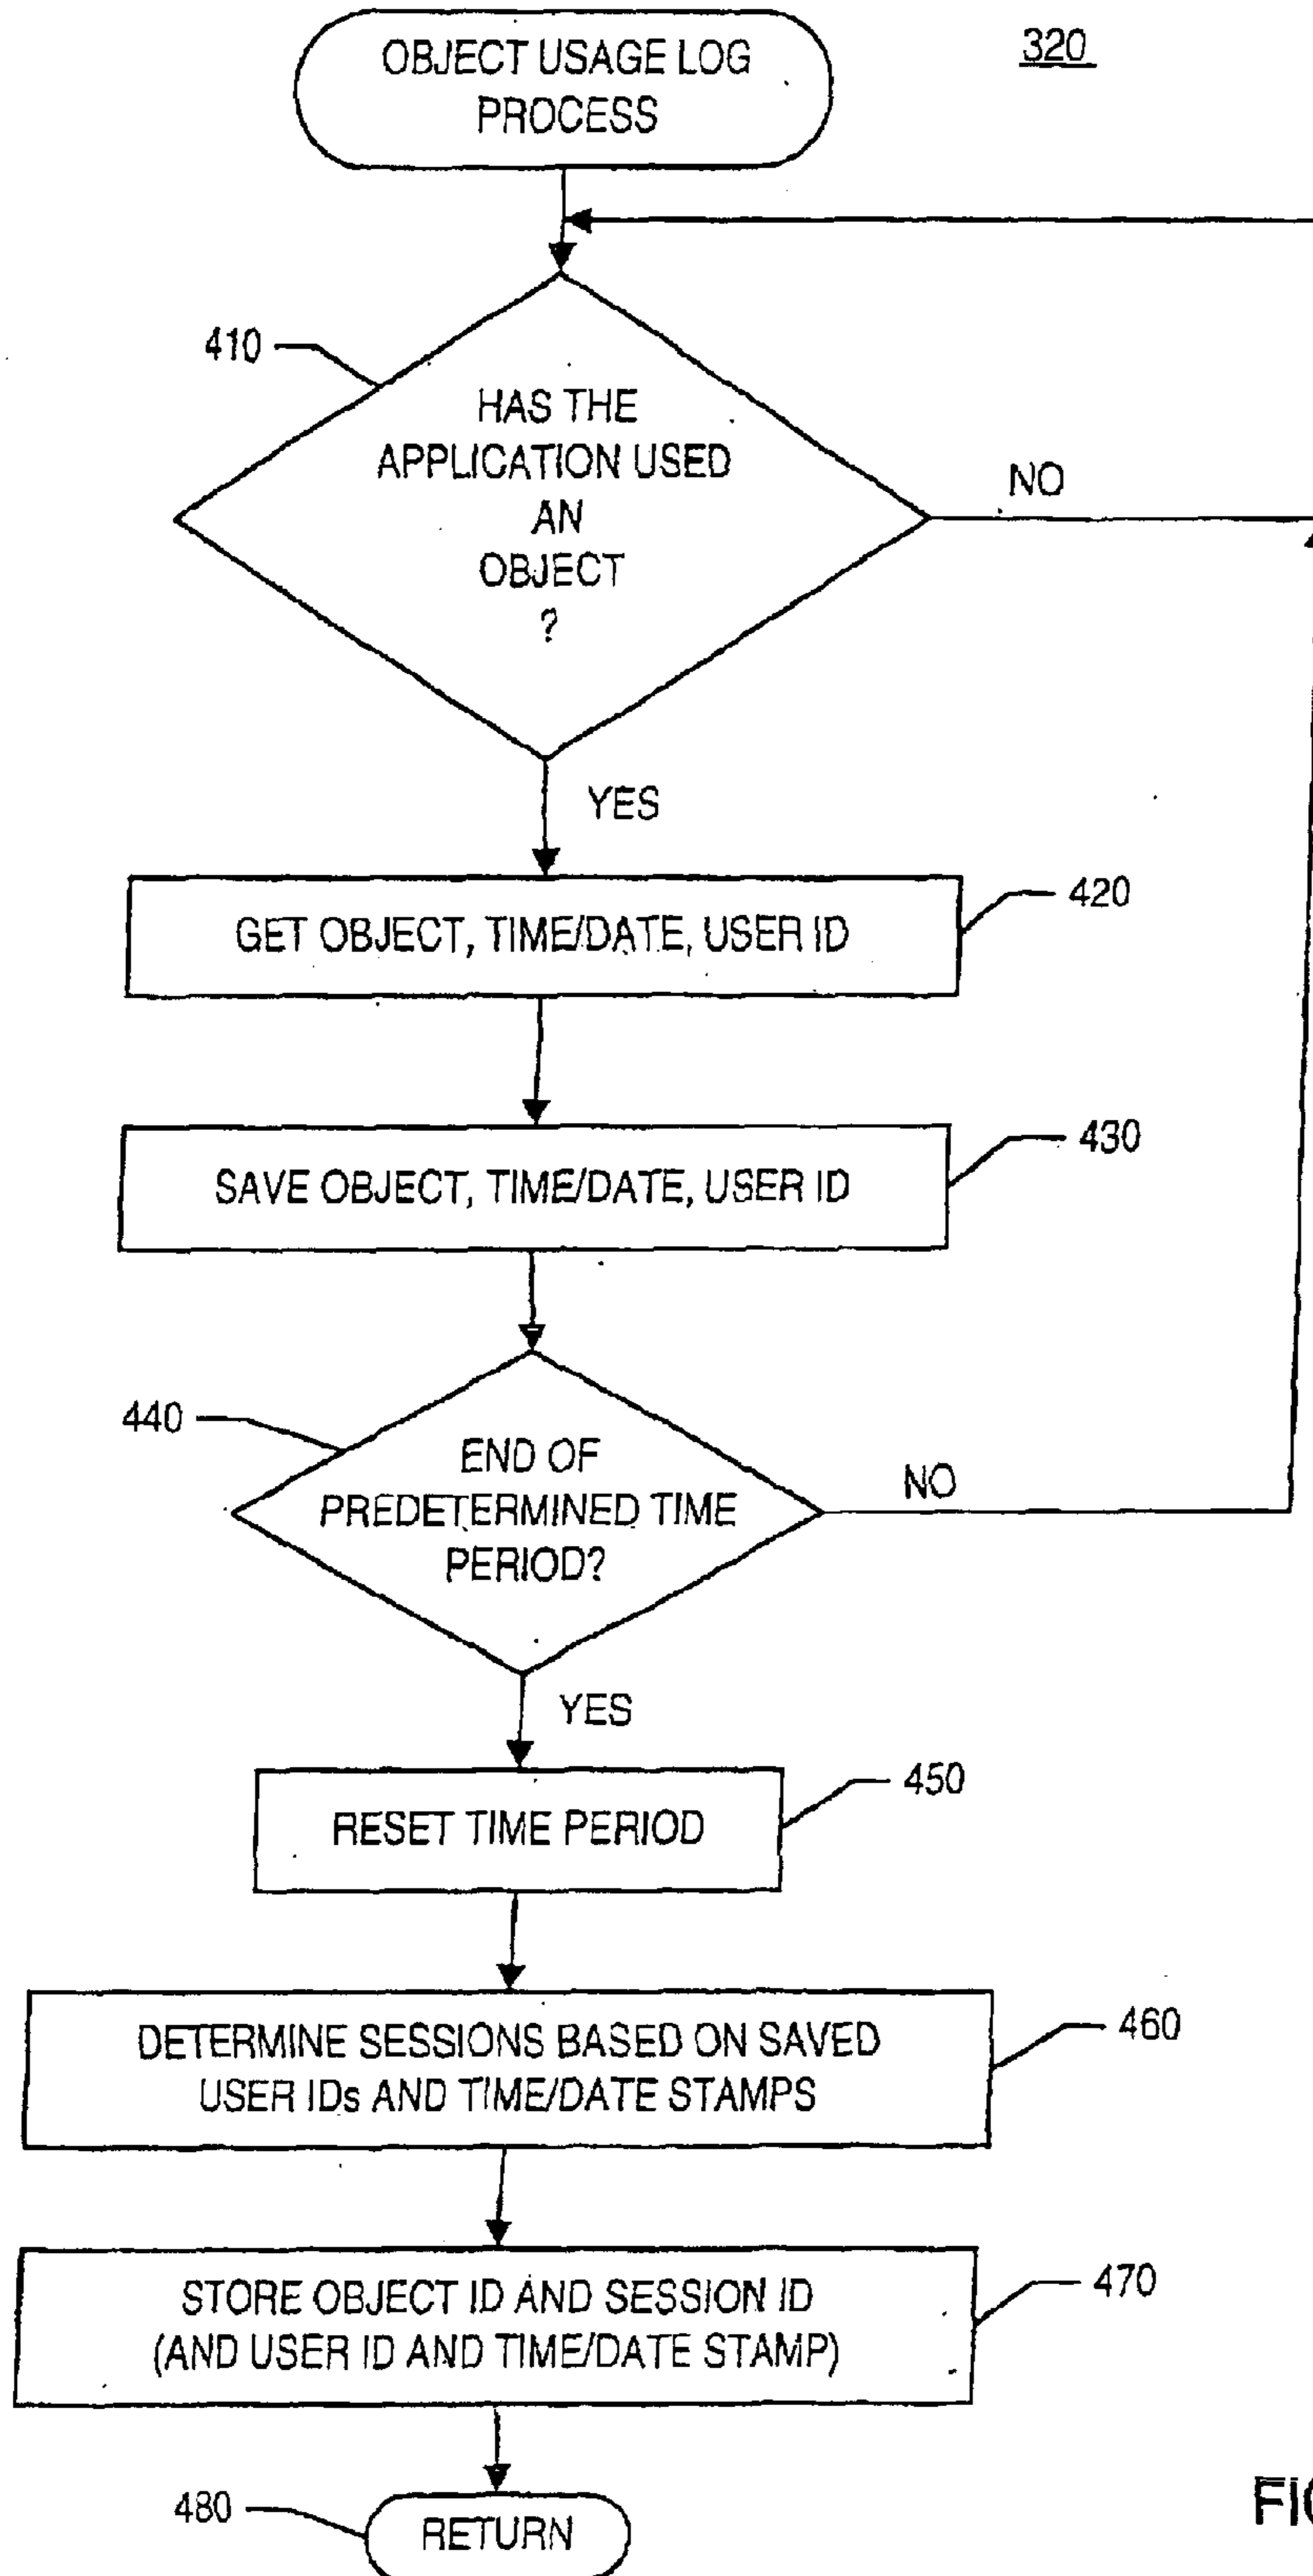 OBJECT USAGE LOG
PROCESS
320
410
HAS THE
APPLICATION USED
AN
OBJECT
?
NO
YES
GET OBJECT, TIME/DATE, USER ID
420
SAVE OBJECT, TIME/DATE, USER ID
430
440
END OF
PREDETERMINED TIME
PERIOD?
NO
YES
RESET TIME PERIOD
450
DETERMINE SESSIONS BASED ON SAVED
USER IDs AND TIME/DATE STAMPS
460
STORE OBJECT ID AND SESSION ID
(AND USER ID AND TIME/DATE STAMP)
470
480
RETURN